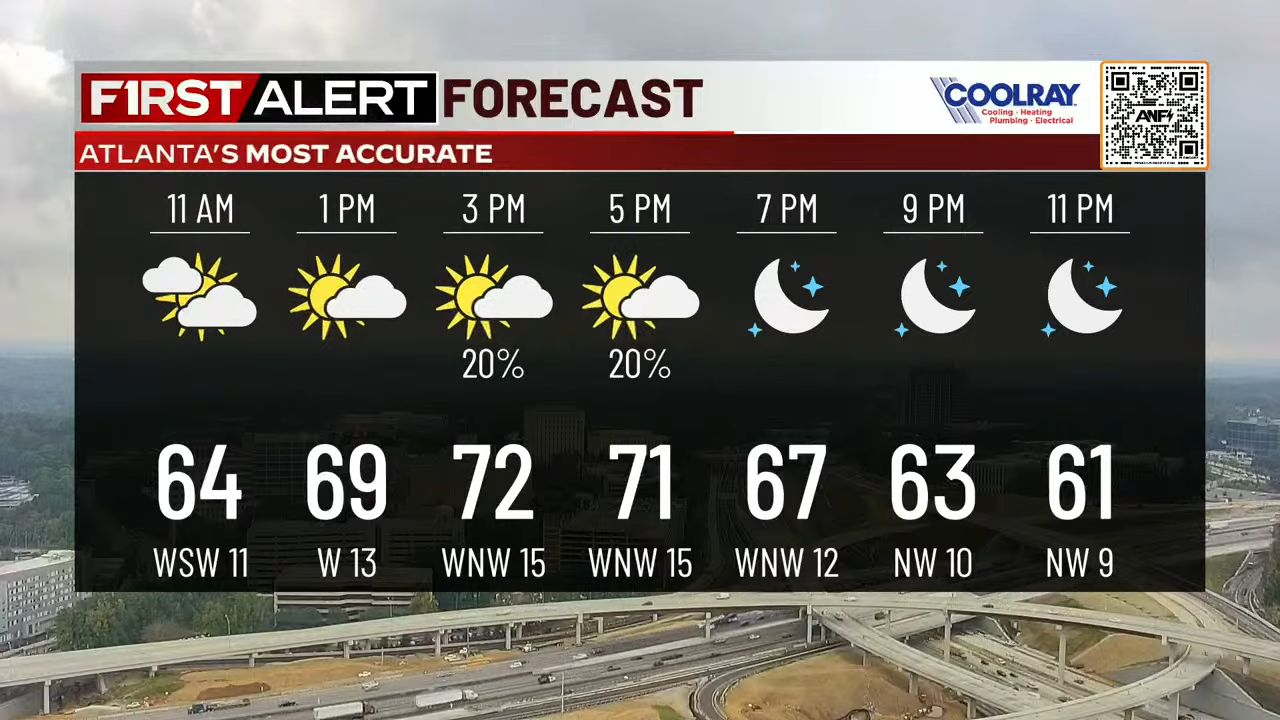 FIRST ALERT FORECAST
COOLRAY
Cooling · Heating
Plumbing · Electrical
ANF
ATLANTA'S MOST ACCURATE
11 AM 1 PM 3 PM 5 PM 7 PM 9 PM 11 PM
20% 20%
64 69 72 71 67 63 61
WSW 11 W 13 WNW 15 WNW 15 WNW 12 NW 10 NW 9